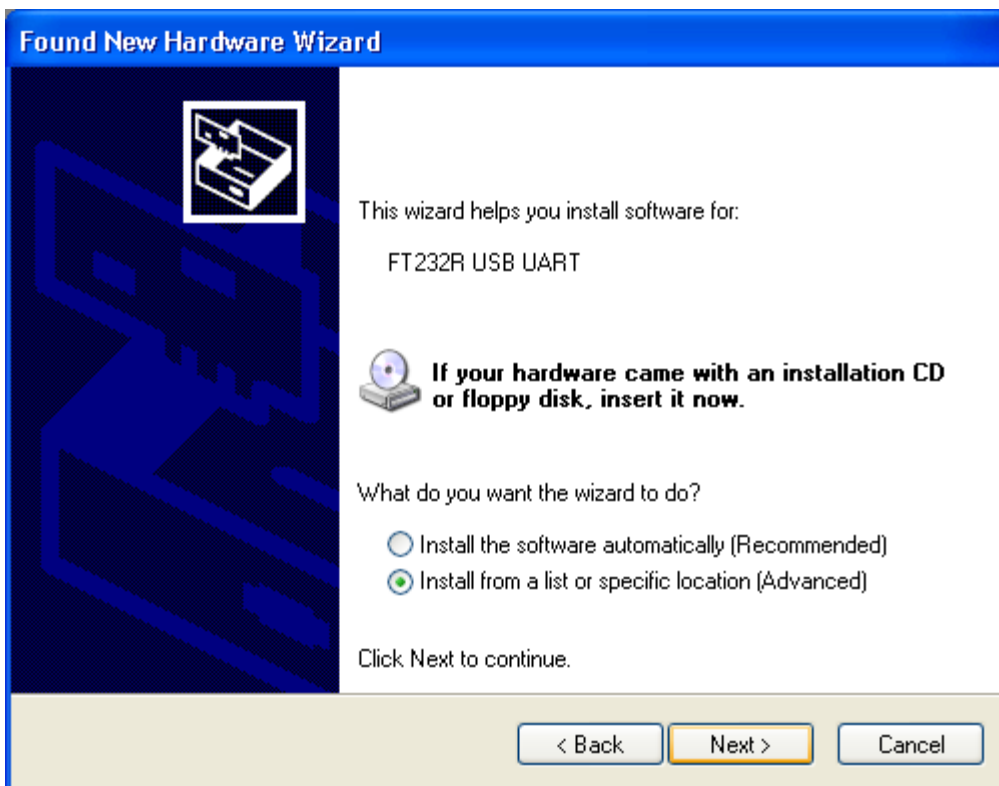 Found New Hardware Wizard
This wizard helps you install software for:
FT232R USB UART
If your hardware came with an installation CD
or floppy disk, insert it now.
What do you want the wizard to do?
Install the software automatically (Recommended)
Install from a list or specific location (Advanced)
Click Next to continue.
< Back
Next >
Cancel